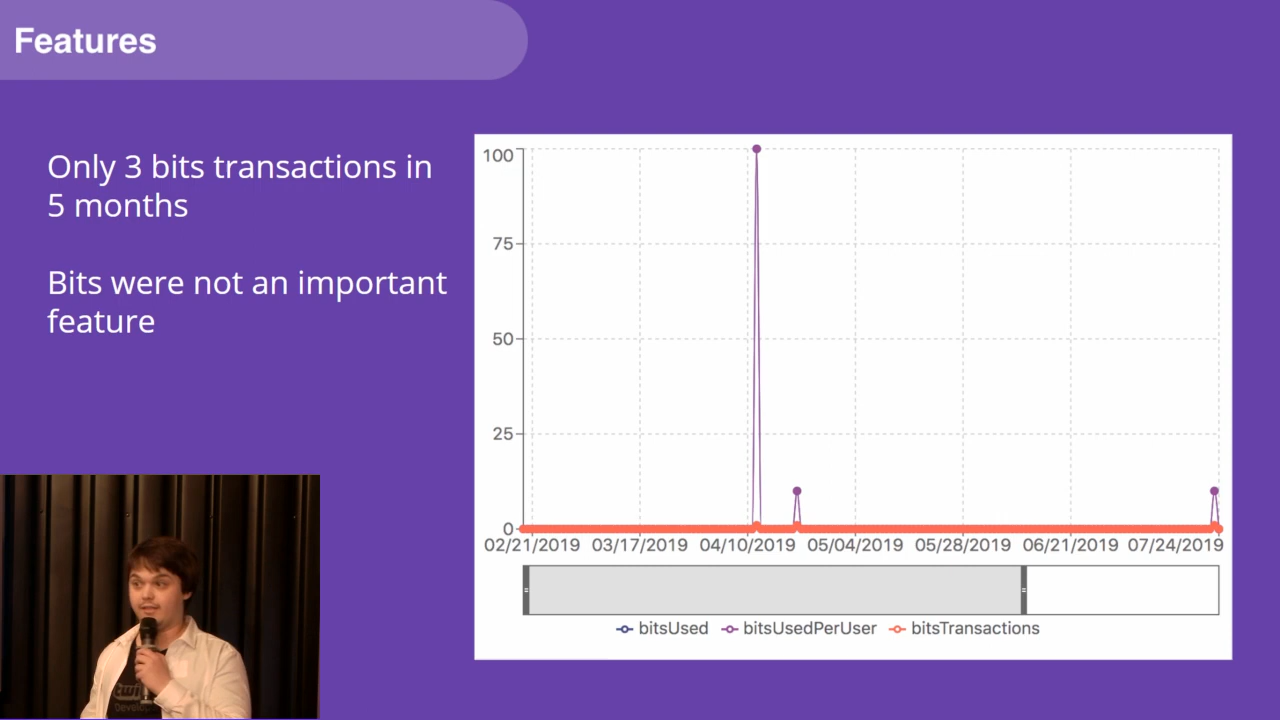 Features
Only 3 bits transactions in
5 months
Bits were not an important
feature
100
75
50
25
0
02/21/2019 03/17/2019 04/10/2019 05/04/2019 05/28/2019 06/21/2019 07/24/2019
bitsUsed bitsUsedPerUser bitsTransactions